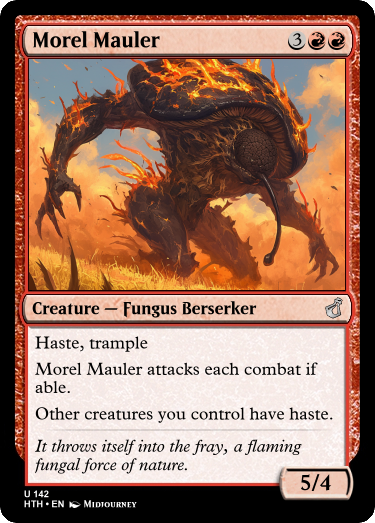 Morel Mauler 3
Creature — Fungus Berserker
Haste, trample
Morel Mauler attacks each combat if
able.
Other creatures you control have haste.
It throws itself into the fray, a flaming
fungal force of nature.
5/4
U 142
HTH • EN Midjourney